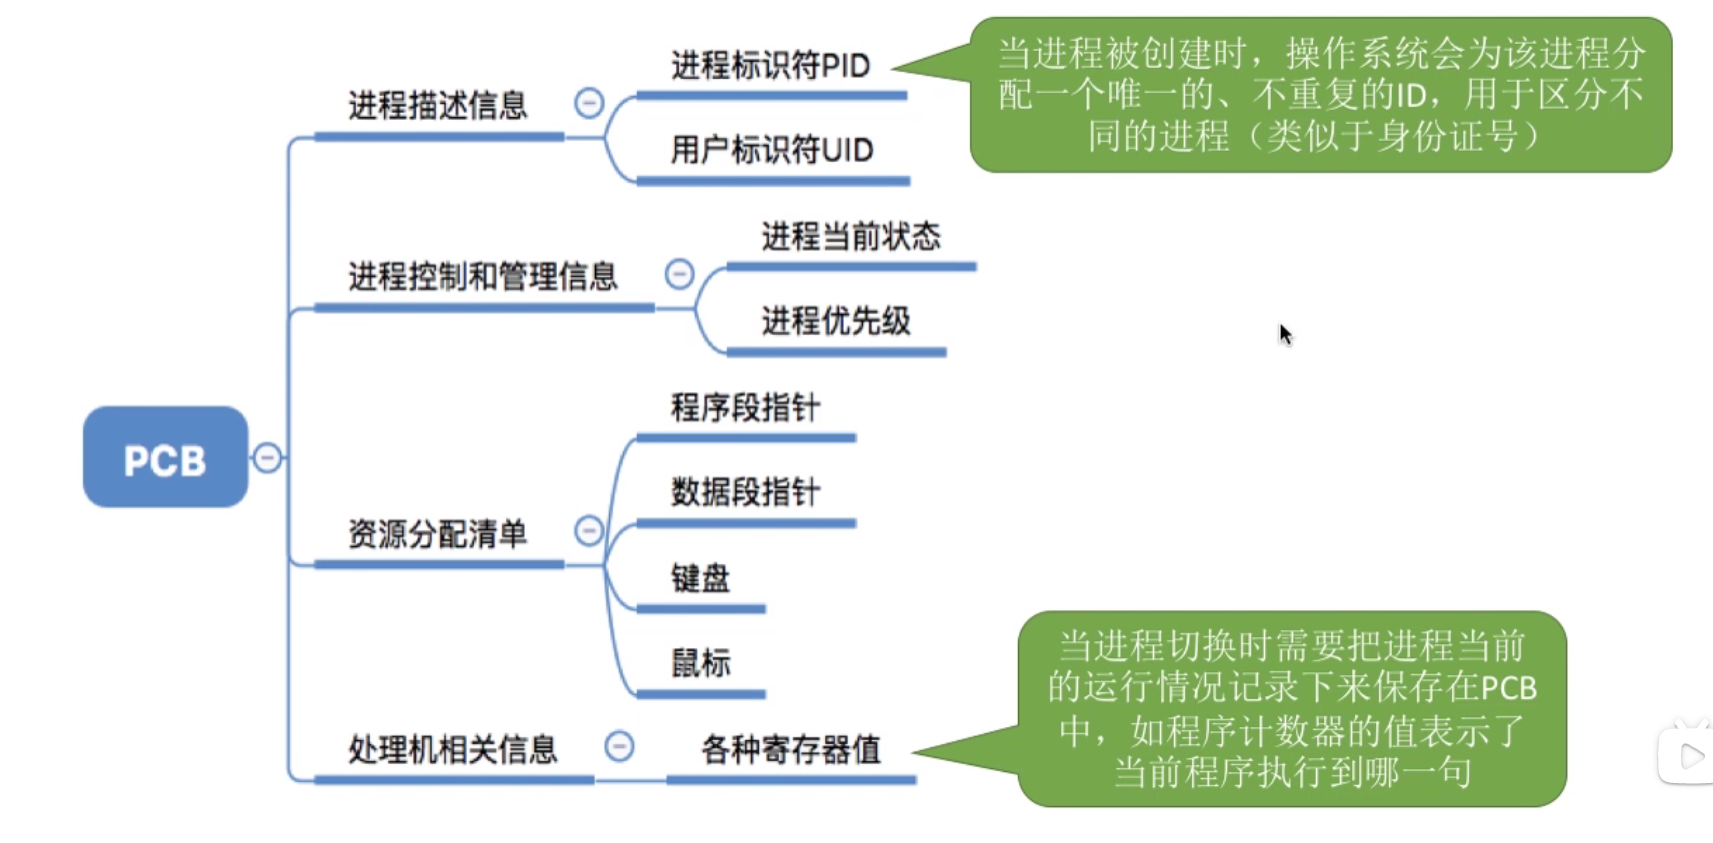 进程标识符PID
当进程被创建时，操作系统会为该进程分
配一个唯一的、不重复的ID，用于区分不
同的进程（类似于身份证号）
进程描述信息
用户标识符UID
进程当前状态
进程控制和管理信息
进程优先级
程序段指针
PCB
数据段指针
资源分配清单
键盘
鼠标
当进程切换时需要把进程当前
的运行情况记录下来保存在PCB
中，如程序计数器的值表示了
当前程序执行到哪一句
处理机相关信息
各种寄存器值